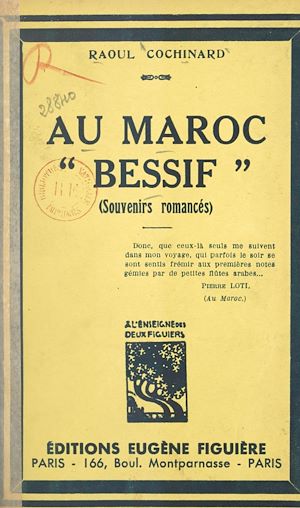 RAOUL COCHINARD
28840
AU MAROC
“ BESSIF ”
(Souvenirs romancés)
Donc, que ceux-là seuls me suivent
dans mon voyage, qui parfois le soir se
sont sentis frémir aux premières notes
gémies par de petites flûtes arabes...
PIERRE LOTI,
(Au Maroc.)
A L'ENSEIGNE DES
DEUX FIGUIERS
ÉDITIONS EUGÈNE FIGUIÈRE
PARIS - 166, Boul. Montparnasse - PARIS